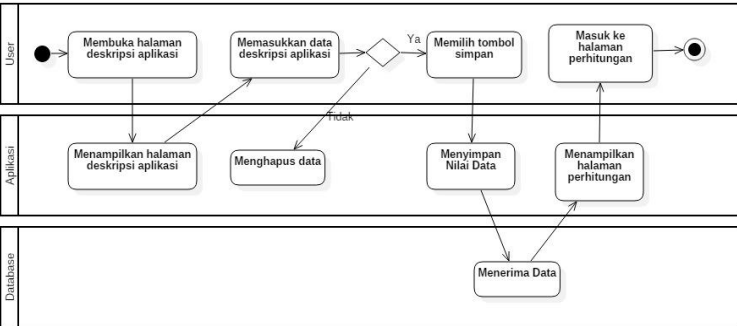 User
Membuka halaman
deskripsi aplikasi
Memasukkan data
deskripsi aplikasi
Ya
Tidak
Memilih tombol
simpan
Masuk ke
halaman
perhitungan
Aplikasi
Menampilkan halaman
deskripsi aplikasi
Menghapus data
Menyimpan
Nilai Data
Menampilkan
halaman
perhitungan
Database
Menerima Data